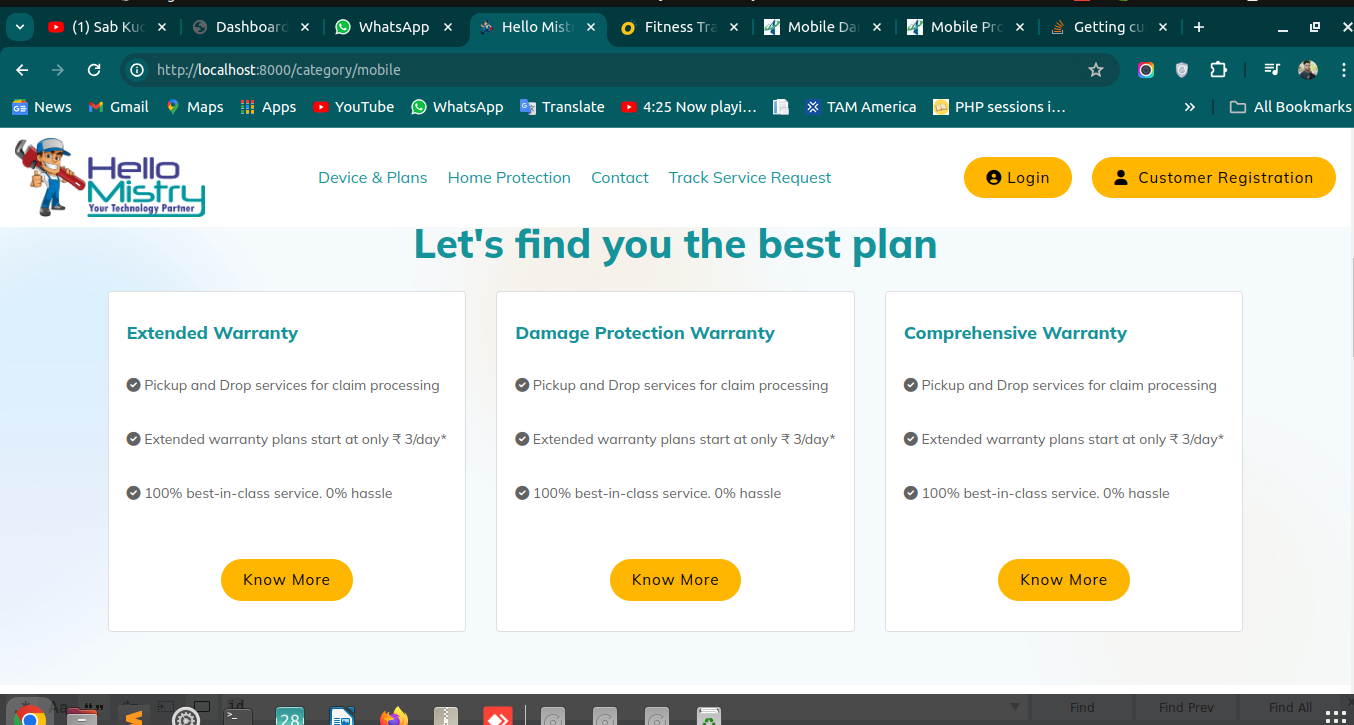 (1) Sab Kuc
Dashboard
WhatsApp
Hello Mist
Fitness Tra
Mobile Da
Mobile Pro
Getting cu
http://localhost:8000/category/mobile
News
Gmail
Maps
Apps
YouTube
WhatsApp
Translate
4:25 Now playi...
TAM America
PHP sessions i...
All Bookmarks
Hello
Mistry
Your Technology Partner
Device & Plans
Home Protection
Contact
Track Service Request
Login
Customer Registration
Let's find you the best plan
Extended Warranty
Pickup and Drop services for claim processing
Extended warranty plans start at only ₹ 3/day*
100% best-in-class service. 0% hassle
Know More
Damage Protection Warranty
Pickup and Drop services for claim processing
Extended warranty plans start at only ₹ 3/day*
100% best-in-class service. 0% hassle
Know More
Comprehensive Warranty
Pickup and Drop services for claim processing
Extended warranty plans start at only ₹ 3/day*
100% best-in-class service. 0% hassle
Know More
Aa
28
Find
Find Prev
Find All